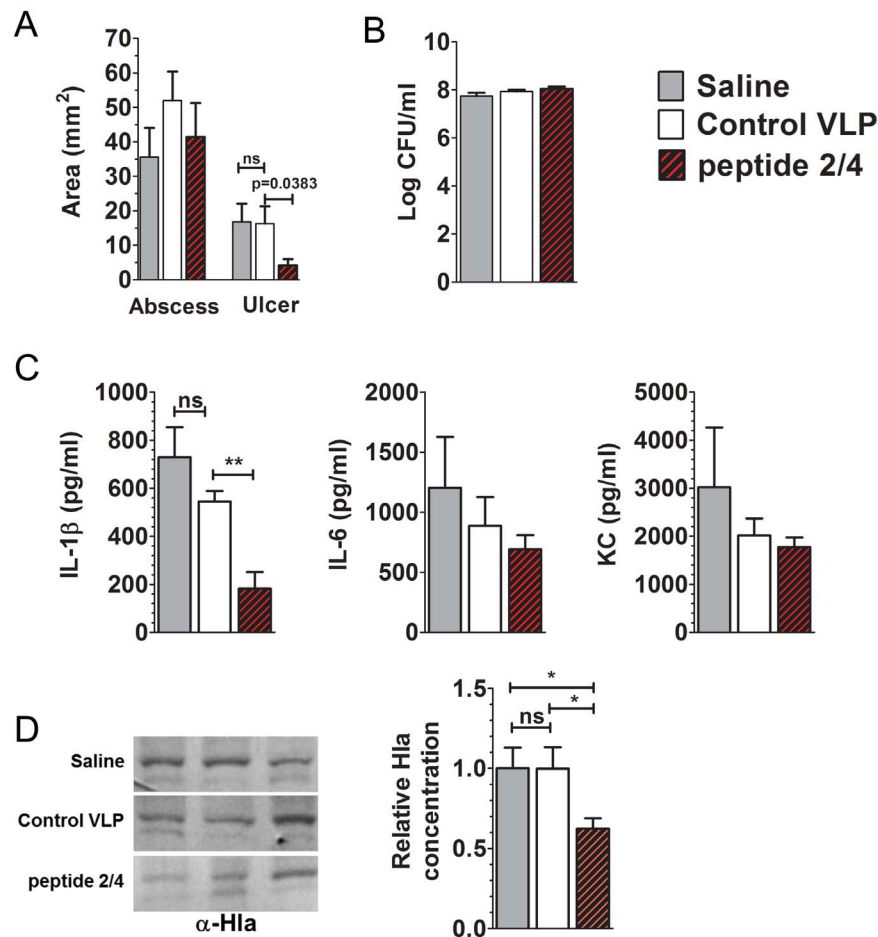 A
Area (mm²)
70
60
50
40
30
20
10
0
ns
p=0.0383
Abscess Ulcer
B
Log CFU/ml
10
8
6
4
2
0
Saline
Control VLP
peptide 2/4
C
IL-1β (pg/ml)
1000
800
600
400
200
0
ns
**
IL-6 (pg/ml)
2000
1500
1000
500
0
KC (pg/ml)
5000
4000
3000
2000
1000
0
D
Saline
Control VLP
peptide 2/4
α-Hla
Relative Hla
concentration
1.5
1.0
0.5
0.0
*
*
ns